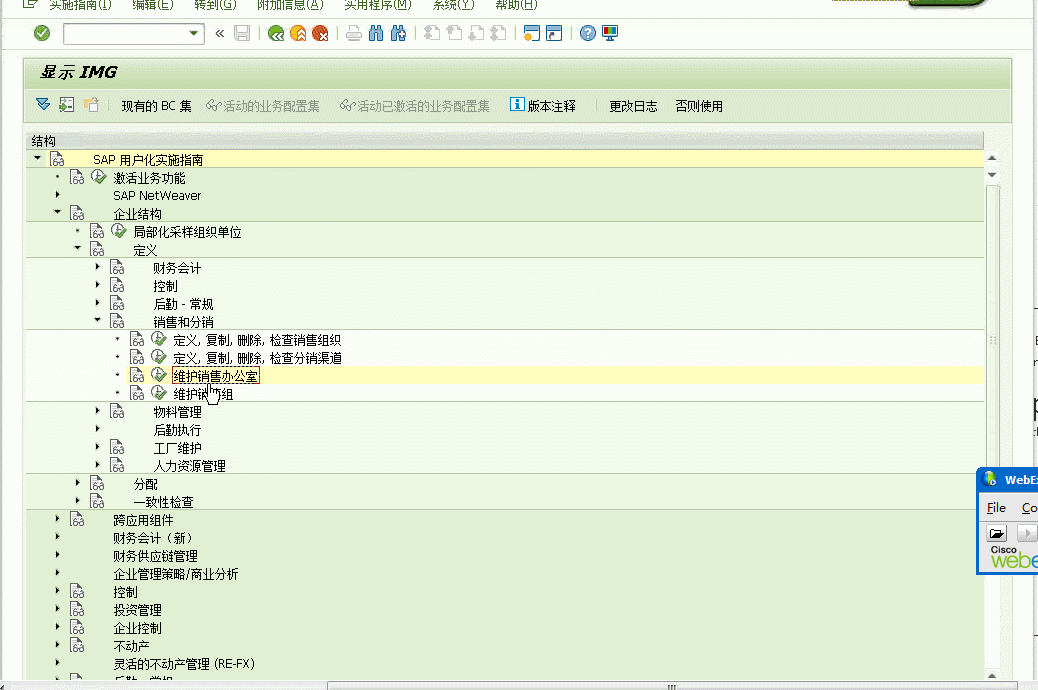 实施指南(I) 编辑(E) 转到(G) 附加信息(A) 实用程序(M) 系统(Y) 帮助(H)
显示 IMG
现有的 BC 集 活动的业务配置集 活动已激活的业务配置集 版本注释 更改日志 否则使用
结构
SAP 用户化实施指南
激活业务功能
SAP NetWeaver
企业结构
局部化采样组织单位
定义
财务会计
控制
后勤 - 常规
销售和分销
定义, 复制, 删除, 检查销售组织
定义, 复制, 删除, 检查分销渠道
维护销售办公室
维护销售组
物料管理
后勤执行
工厂维护
人力资源管理
分配
一致性检查
跨应用组件
财务会计（新）
财务供应链管理
企业管理策略/商业分析
控制
投资管理
企业控制
不动产
灵活的不动产管理 (RE-FX)
后勤 - 常规
WebEx
File Co
Cisco
webe